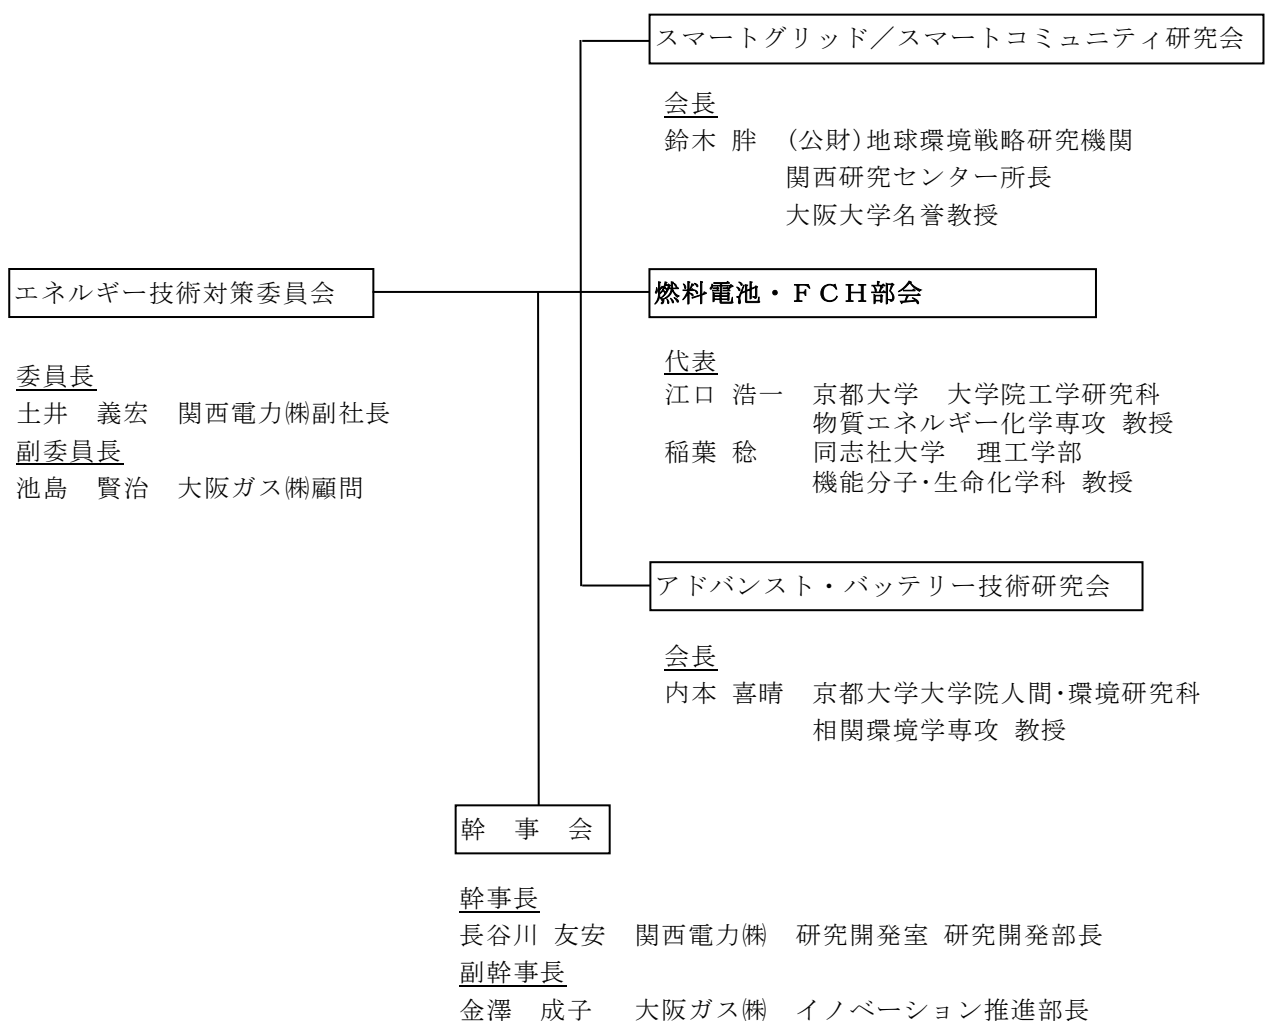 スマートグリッド／スマートコミュニティ研究会
会長
鈴木 胖 (公財)地球環境戦略研究機関
関西研究センター所長
大阪大学名誉教授
エネルギー技術対策委員会
委員長
土井 義宏 関西電力㈱副社長
副委員長
池島 賢治 大阪ガス㈱顧問
燃料電池・ＦＣＨ部会
代表
江口 浩一 京都大学 大学院工学研究科
物質エネルギー化学専攻 教授
稲葉 稔 同志社大学 理工学部
機能分子･生命化学科 教授
アドバンスト・バッテリー技術研究会
会長
内本 喜晴 京都大学大学院人間･環境研究科
相関環境学専攻 教授
幹 事 会
幹事長
長谷川 友安 関西電力㈱ 研究開発室 研究開発部長
副幹事長
金澤 成子 大阪ガス㈱ イノベーション推進部長